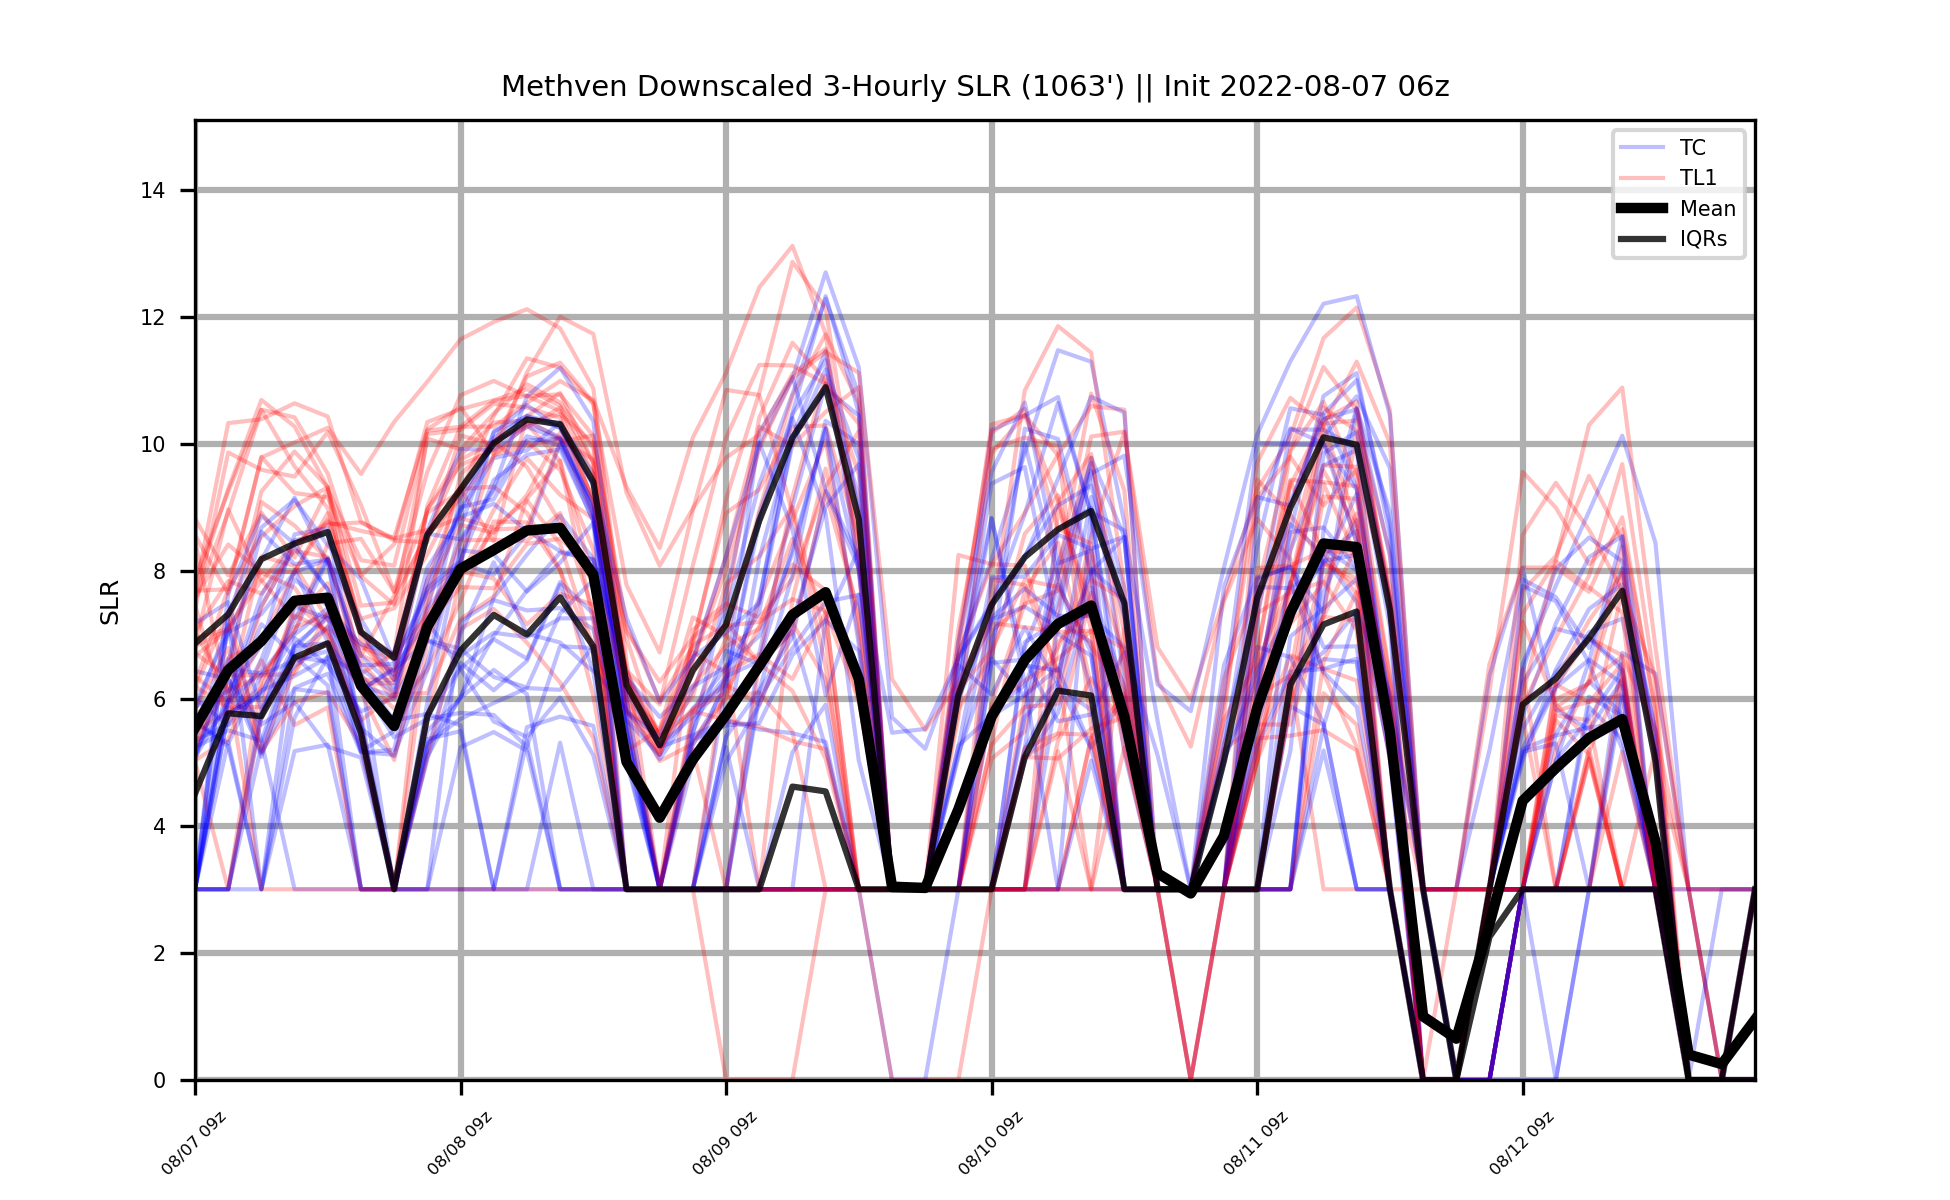 Methven Downscaled 3-Hourly SLR (1063') || Init 2022-08-07 06z
TC
TL1
Mean
IQRs
SLR
14
12
10
8
6
4
2
0
08/07 09z
08/08 09z
08/09 09z
08/10 09z
08/11 09z
08/12 09z